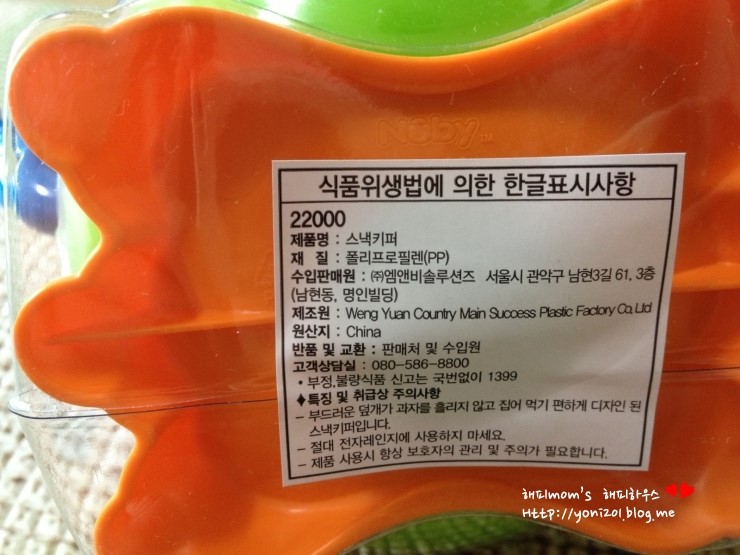 Nûby™
식품위생법에 의한 한글표시사항
22000
제품명 : 스낵키퍼
재 질 : 폴리프로필렌(PP)
수입판매원 : ㈜엠앤비솔루션즈 서울시 관악구 남현3길 61, 3층
(남현동, 명인빌딩)
제조원 : Weng Yuan Country Main Success Plastic Factory Co,Ltd
원산지 : China
반품 및 교환 : 판매처 및 수입원
고객상담실 : 080-586-8800
• 부정,불량식품 신고는 국번없이 1399
♦특징 및 취급상 주의사항
- 부드러운 덮개가 과자를 흘리지 않고 집어 먹기 편하게 디자인 된
스낵키퍼입니다.
- 절대 전자레인지에 사용하지 마세요.
- 제품 사용시 항상 보호자의 관리 및 주의가 필요합니다.
해피mom's 해피하우스 ♥♥
Http://yoni201.blog.me